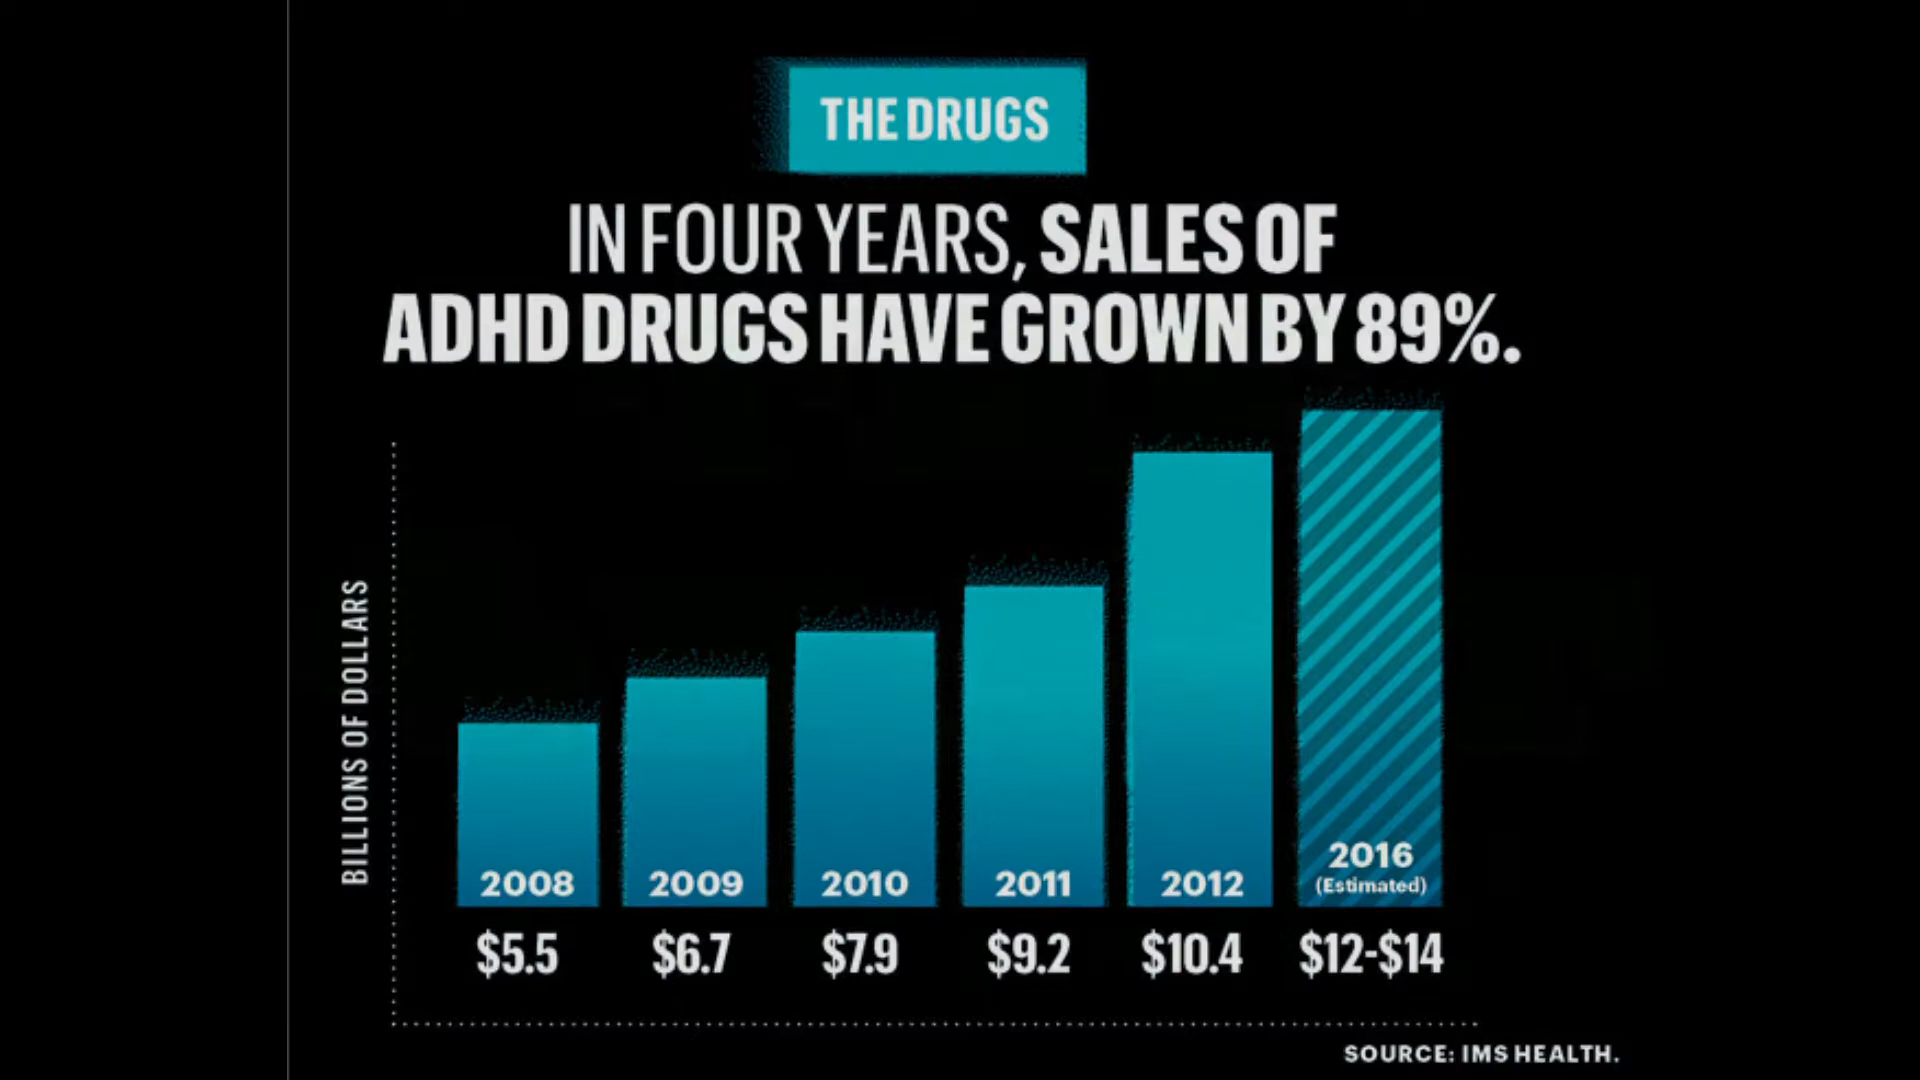 THE DRUGS
IN FOUR YEARS, SALES OF
ADHD DRUGS HAVE GROWN BY 89%.
BILLIONS OF DOLLARS
2008
2009
2010
2011
2012
2016
(Estimated)
$5.5
$6.7
$7.9
$9.2
$10.4
$12-$14
SOURCE: IMS HEALTH.